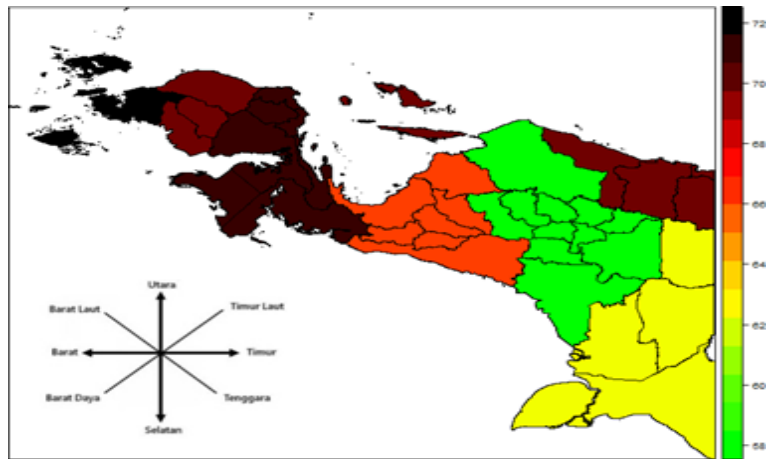 72
70
68
66
64
62
60
58
Utara
Barat Laut
Timur Laut
Barat
Timur
Barat Daya
Tenggara
Selatan